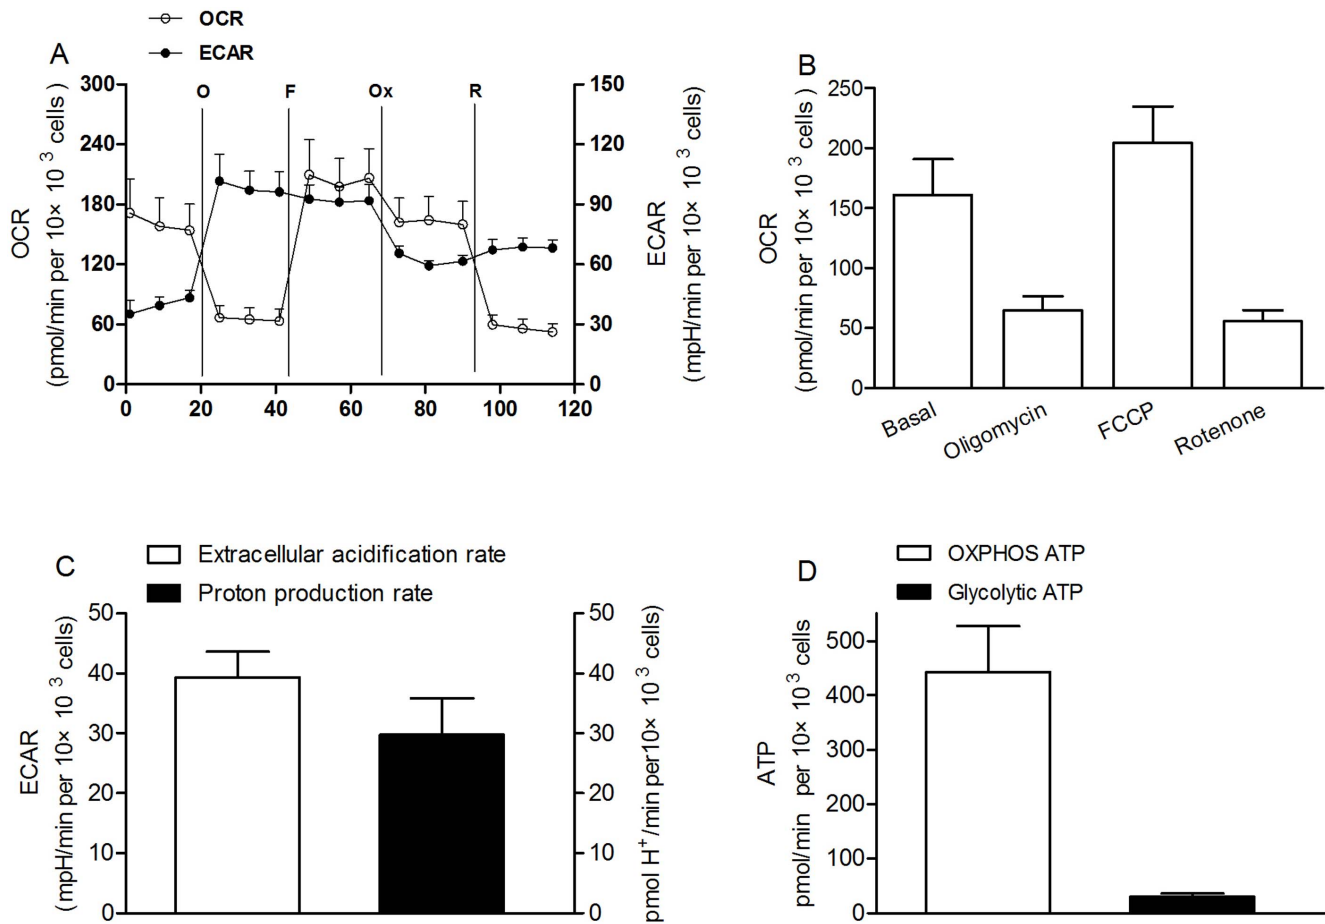 A
OCR
ECAR
OCR
(pmol/min per 10× 10 3 cells)
300
240
180
120
60
0
O
F
Ox
R
150
120
90
60
30
0
ECAR
(mpH/min per 10× 10 3 cells)
0 20 40 60 80 100 120
B
OCR
(pmol/min per 10× 10 3 cells)
250
200
150
100
50
0
Basal
Oligomycin
FCCP
Rotenone
C
Extracellular acidification rate
Proton production rate
ECAR
(mpH/min per 10× 10 3 cells)
50
40
30
20
10
0
50
40
30
20
10
0
pmol H+/min per10× 10 3 cells)
D
OXPHOS ATP
Glycolytic ATP
ATP
pmol/min per 10× 10 3 cells
500
400
300
200
100
0